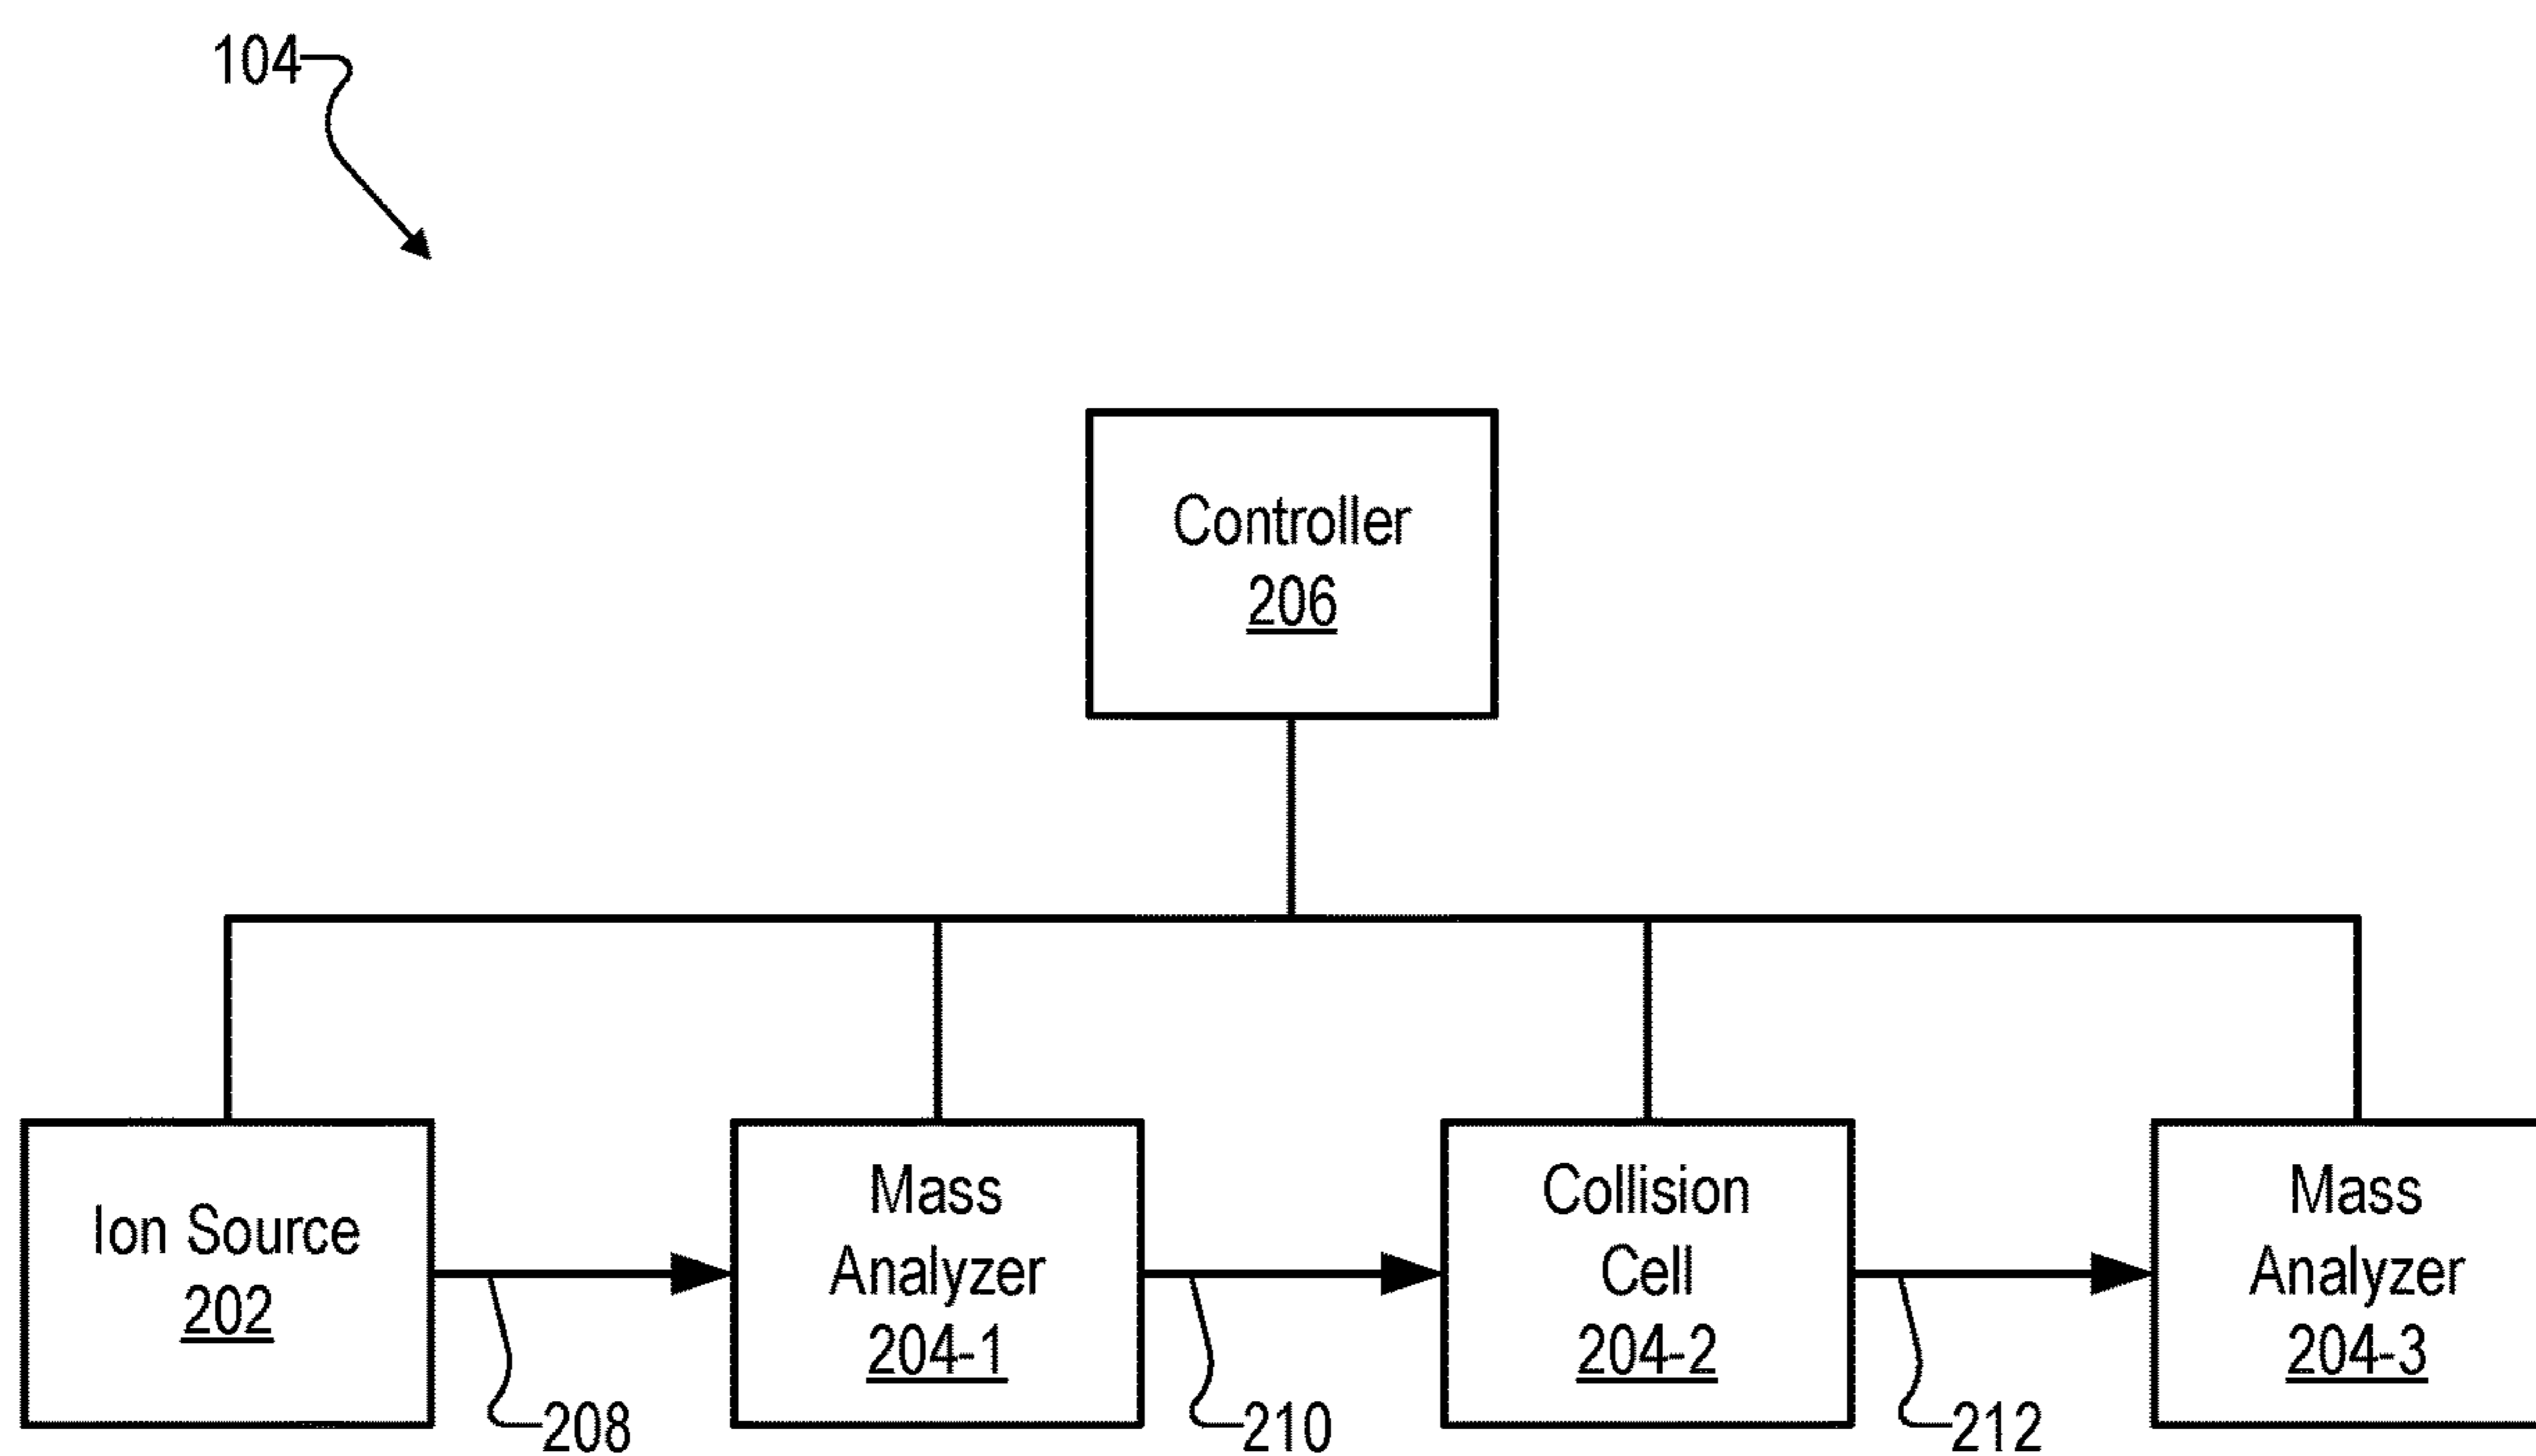 104
Controller
206
Ion Source
202
Mass
Analyzer
204-1
Collision
Cell
204-2
Mass
Analyzer
204-3
208
210
212